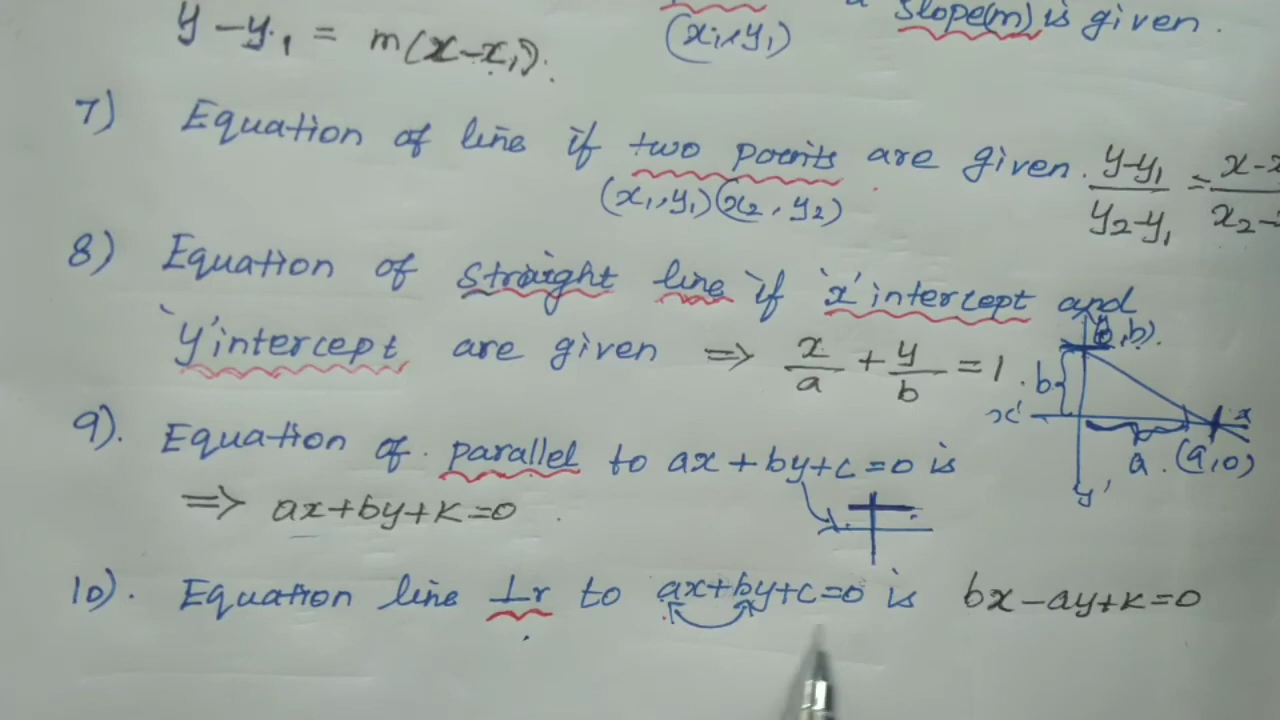 slope(m) is given.
y - y₁ = m(x - x₁).
(x₁, y₁)
7) Equation of line if two points are given. y-y₁/y₂-y₁ = x-x/x₂-
(x₁, y₁) (x₂, y₂)
8) Equation of straight line if 'x' intercept and
'y' intercept are given ⇒ x/a + y/b = 1.
, b).
b
x'
x
a. (a, 0)
y'
9). Equation of parallel to ax+by+c=0 is
⇒ ax+by+k=0
10). Equation line ⊥r to ax+by+c=0 is bx-ay+k=0